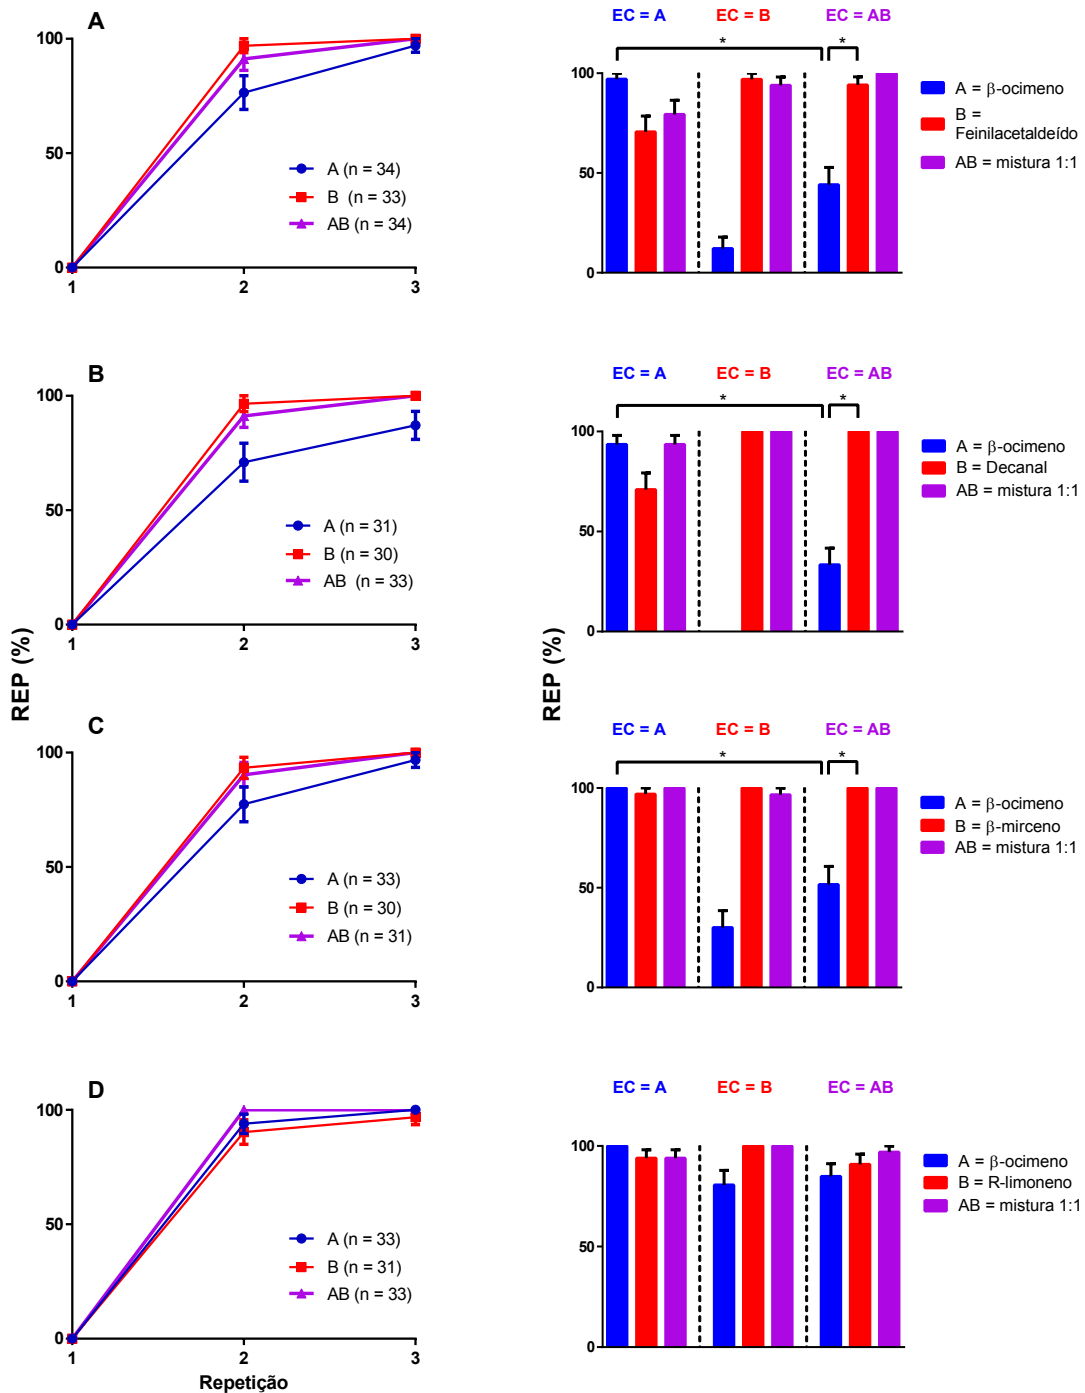 A
100
50
0
1
2
3
A (n = 34)
B (n = 33)
AB (n = 34)
EC = A
EC = B
EC = AB
*
*
100
50
0
A = β-ocimeno
B =
Feinilacetaldeído
AB = mistura 1:1
B
100
50
0
1
2
3
A (n = 31)
B (n = 30)
AB (n = 33)
EC = A
EC = B
EC = AB
*
*
100
50
0
A = β-ocimeno
B = Decanal
AB = mistura 1:1
REP (%)
REP (%)
C
100
50
0
1
2
3
A (n = 33)
B (n = 30)
AB (n = 31)
EC = A
EC = B
EC = AB
*
*
100
50
0
A = β-ocimeno
B = β-mirceno
AB = mistura 1:1
D
100
50
0
1
2
3
A (n = 33)
B (n = 31)
AB (n = 33)
Repetição
EC = A
EC = B
EC = AB
100
50
0
A = β-ocimeno
B = R-limoneno
AB = mistura 1:1